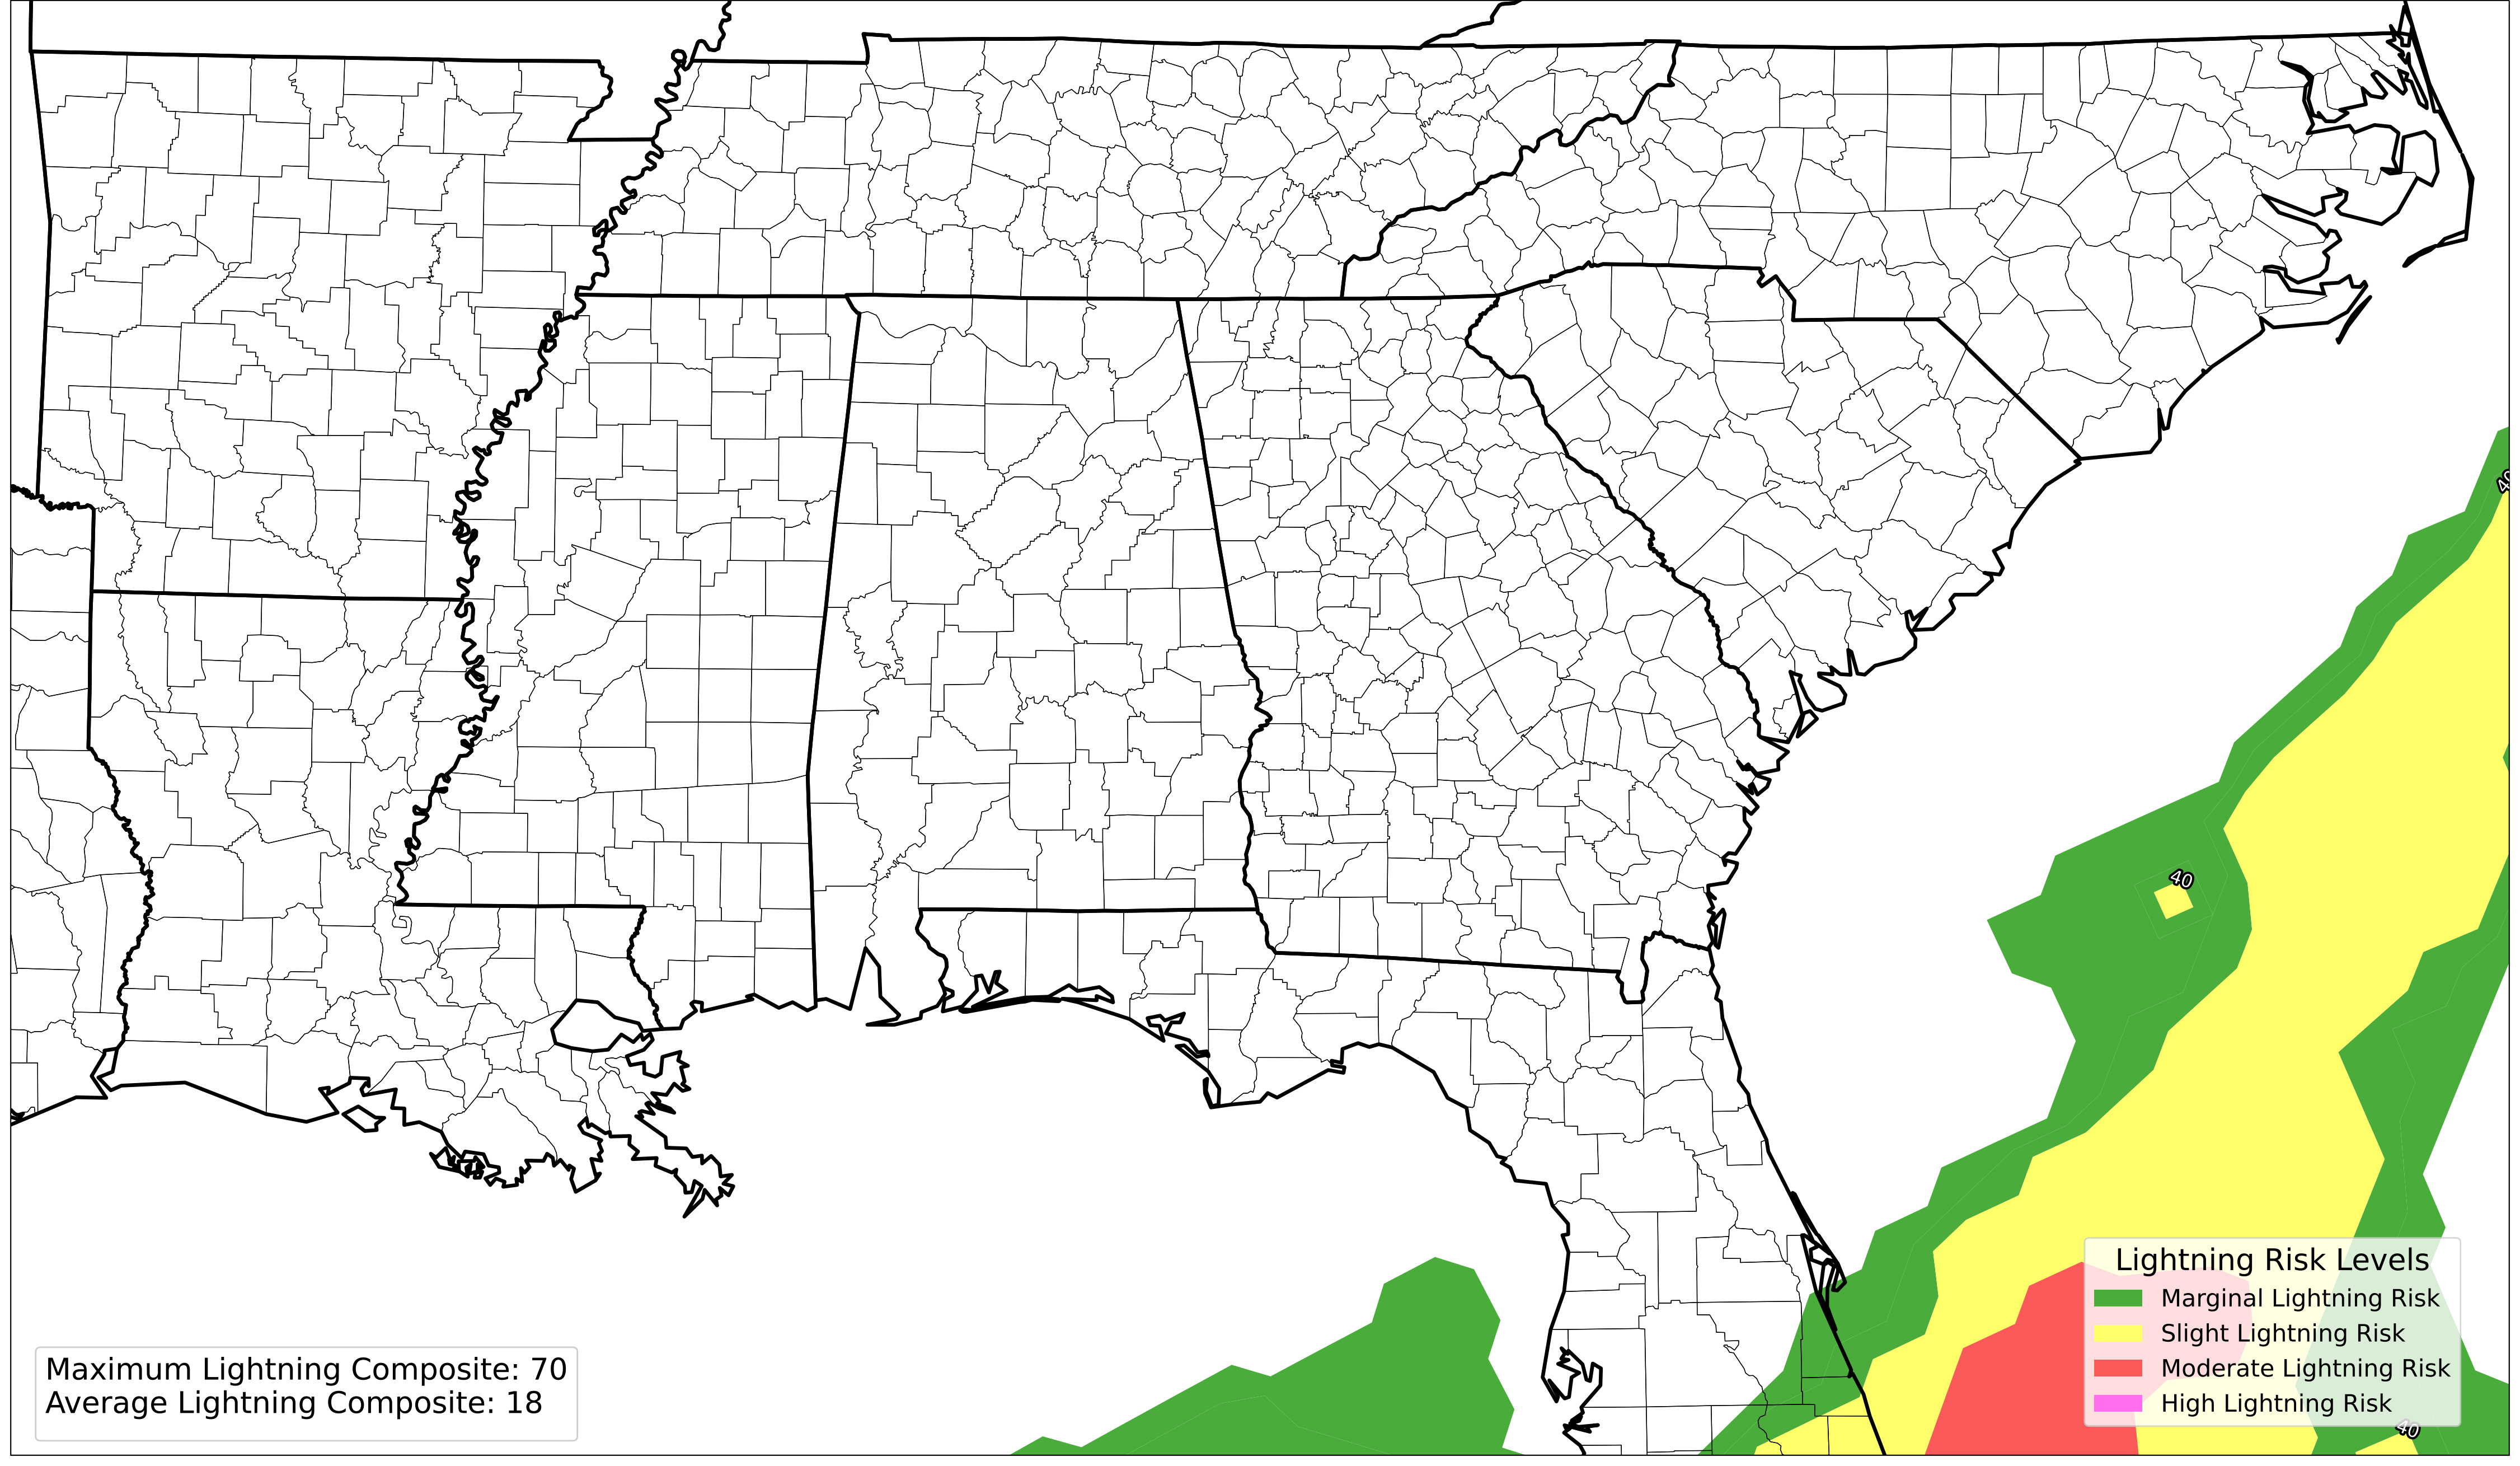 40
40
Lightning Risk Levels
Marginal Lightning Risk
Slight Lightning Risk
Moderate Lightning Risk
High Lightning Risk
Maximum Lightning Composite: 70
Average Lightning Composite: 18
40